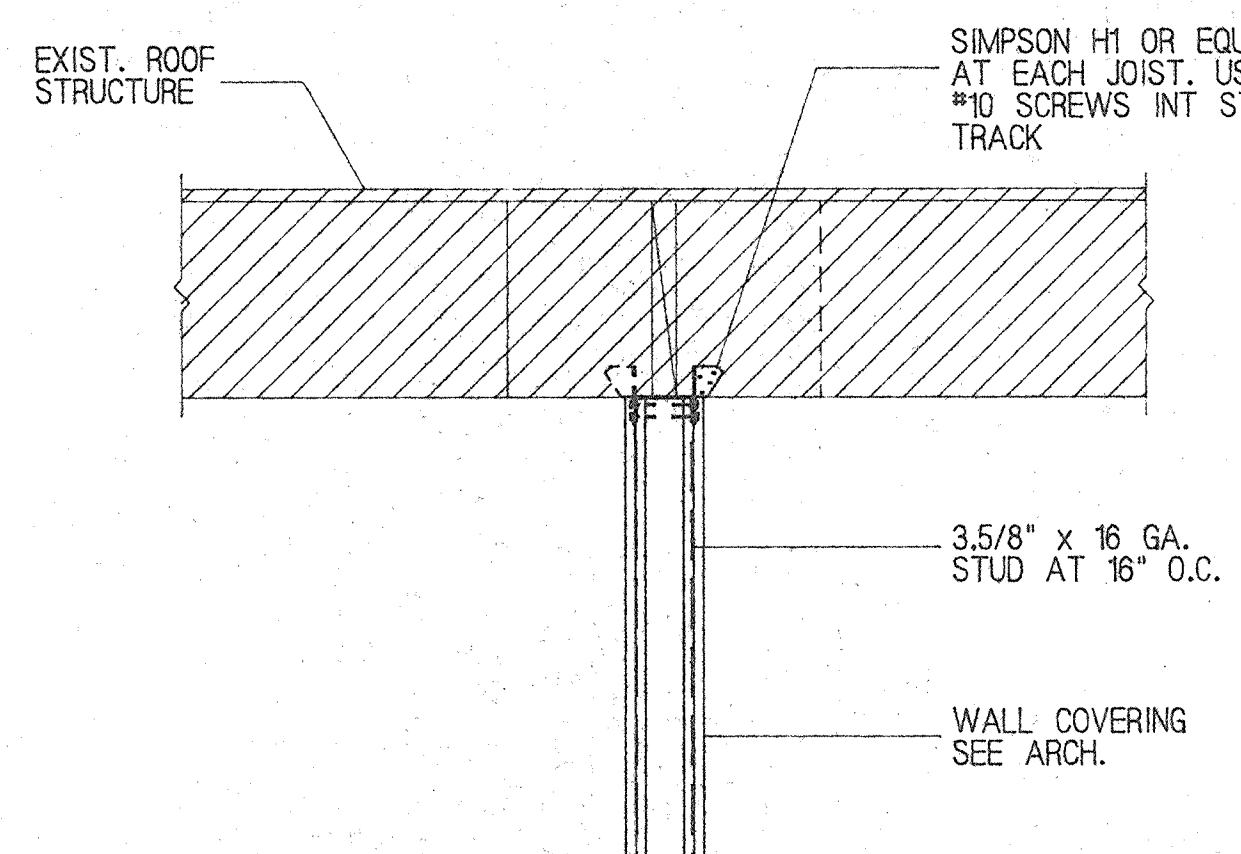 EXIST. ROOF
STRUCTURE
SIMPSON H1 OR
AT EACH JOIST.
#10 SCREWS INT
TRACK
3.5/8" x 16 GA.
STUD AT 16" O.C.
WALL COVERING
SEE ARCH.